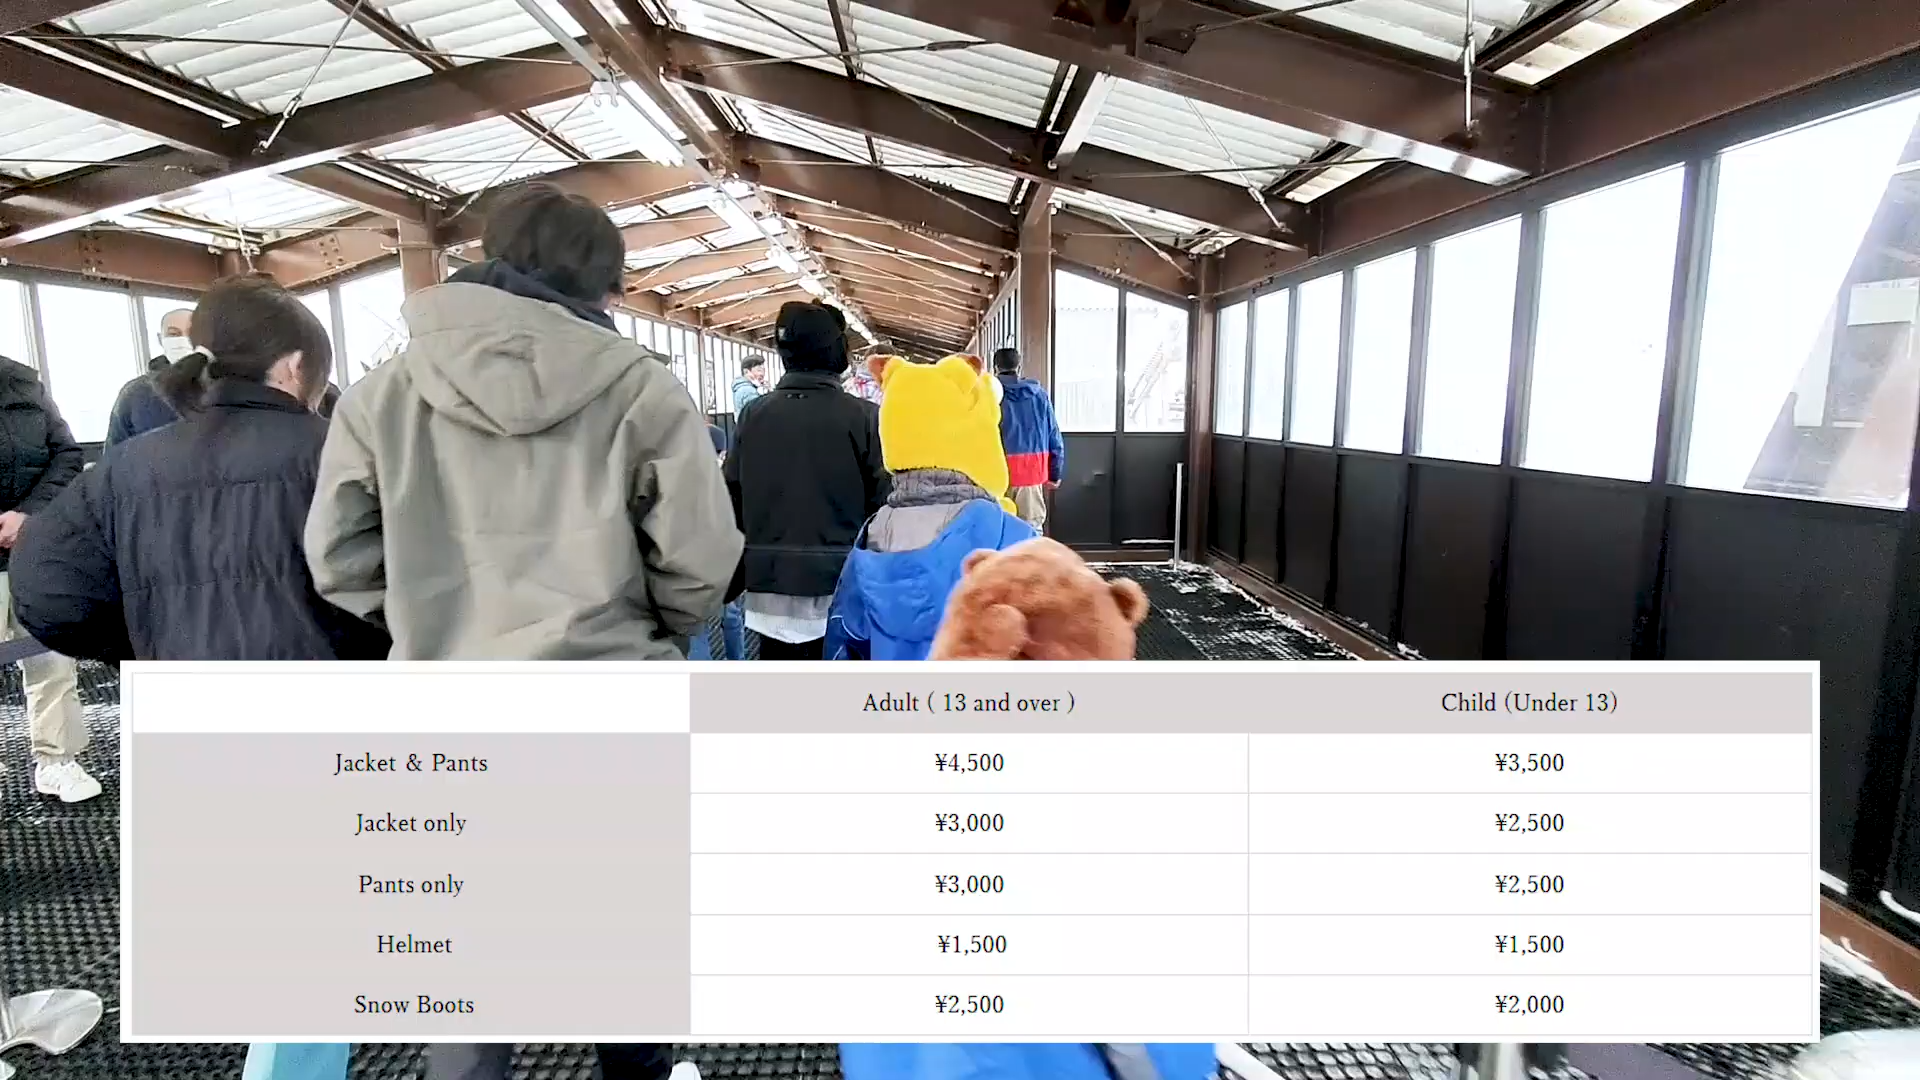 Adult ( 13 and over ) Child (Under 13)
Jacket & Pants ¥4,500 ¥3,500
Jacket only ¥3,000 ¥2,500
Pants only ¥3,000 ¥2,500
Helmet ¥1,500 ¥1,500
Snow Boots ¥2,500 ¥2,000